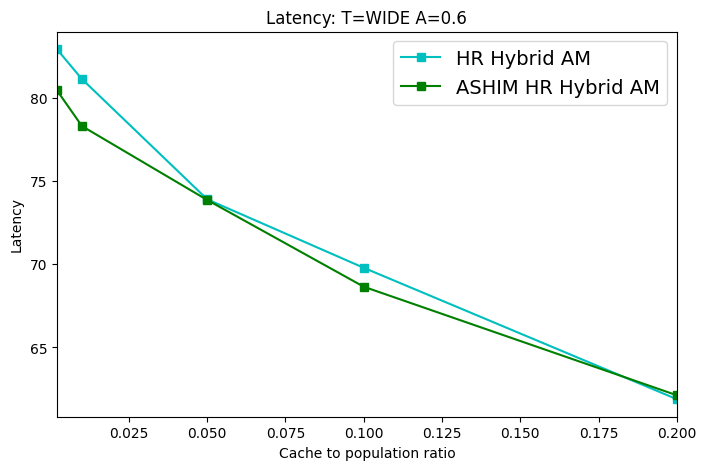 Latency: T=WIDE A=0.6
HR Hybrid AM
ASHIM HR Hybrid AM
Latency
80
75
70
65
0.025 0.050 0.075 0.100 0.125 0.150 0.175 0.200
Cache to population ratio